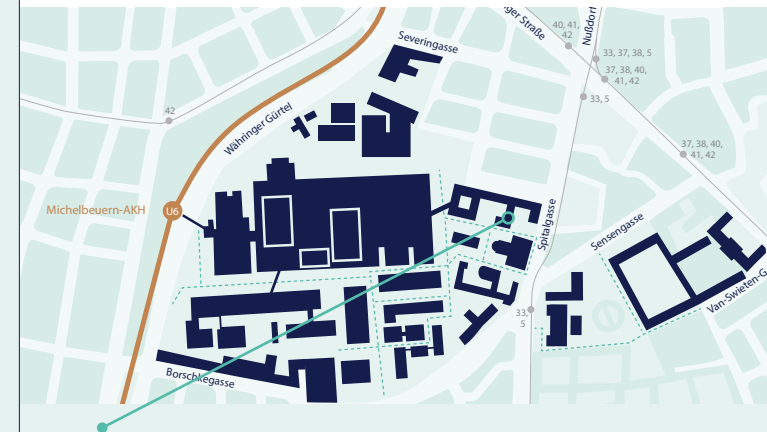 ger Straße
Nußdorf
40, 41,
42
Severingasse
33, 37, 38, 5
37, 38, 40,
41, 42
33, 5
42
Währinger Gürtel
37, 38, 40,
41, 42
Michelbeuern-AKH
U6
Spitalgasse
Sensengasse
Van-Swieten-G
33,
5
Borschkegasse